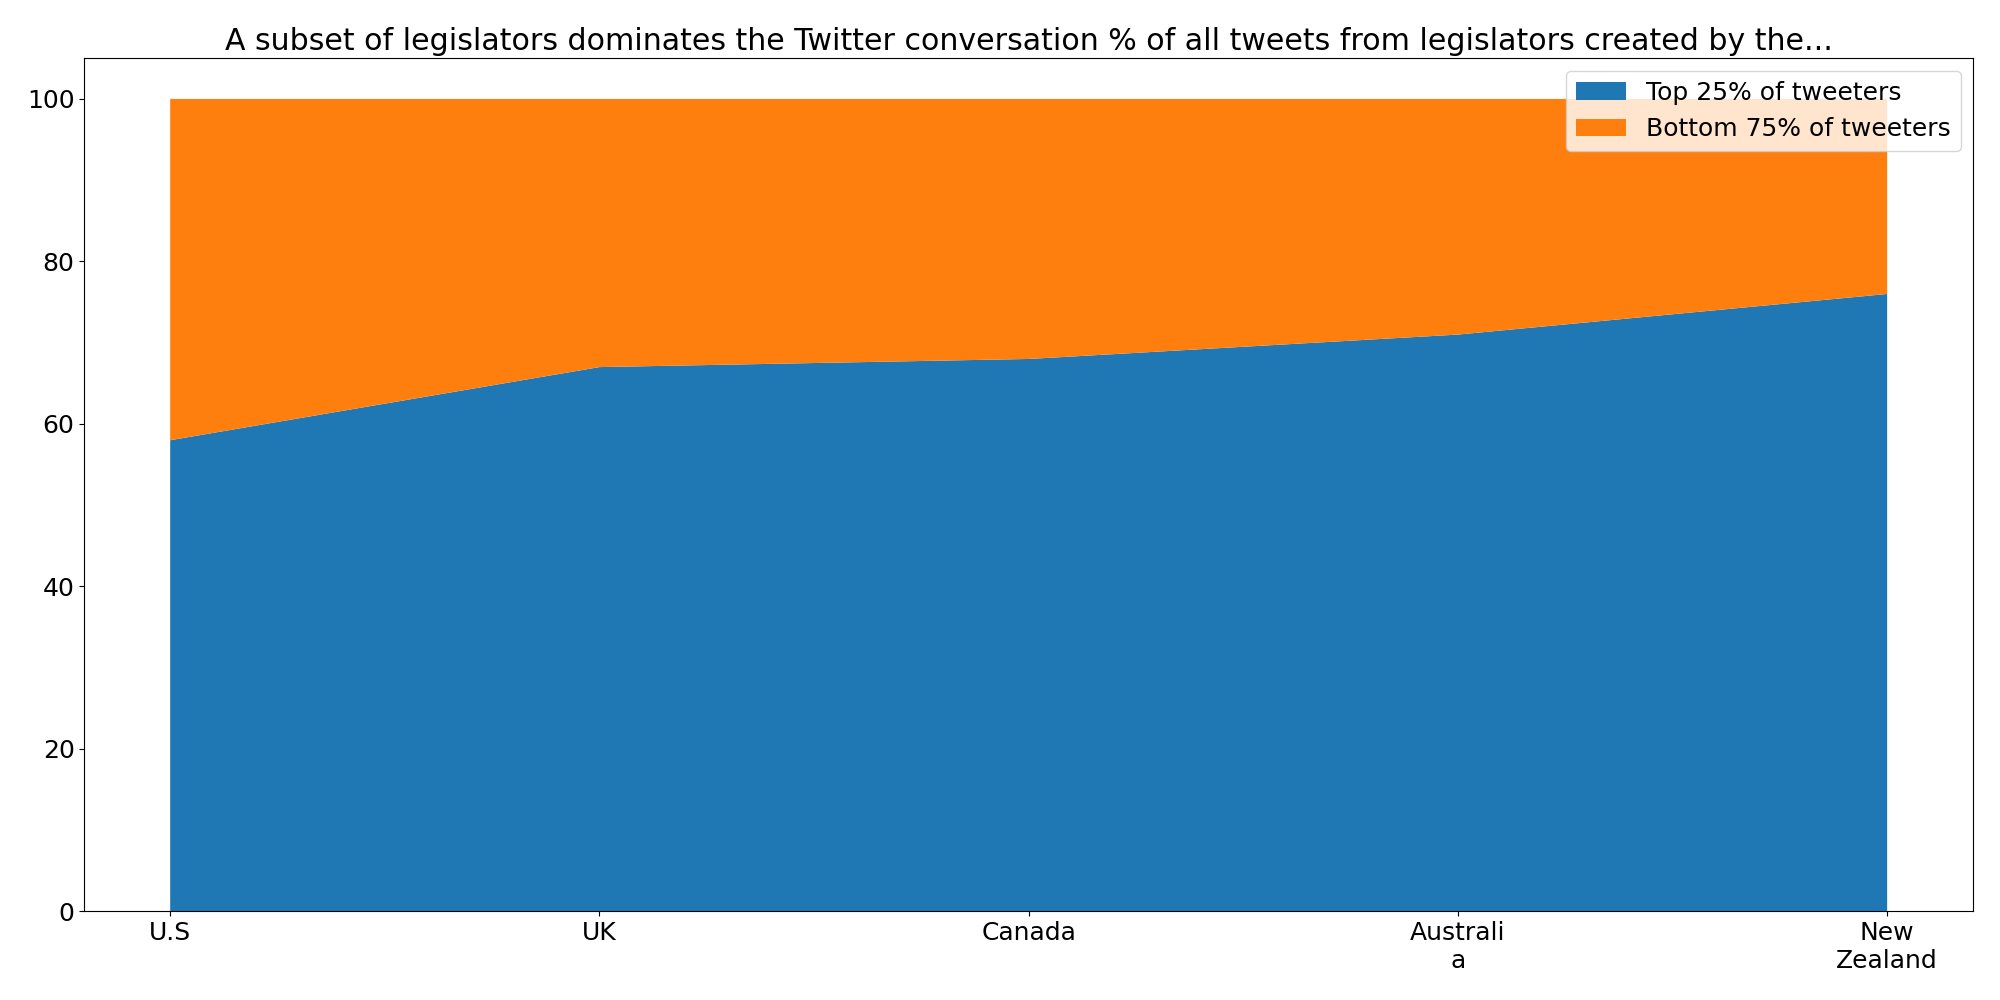 A subset of legislators dominates the Twitter conversation % of all tweets from legislators created by the...
Top 25% of tweeters
Bottom 75% of tweeters
100
80
60
40
20
0
U.S
UK
Canada
Australi
a
New
Zealand